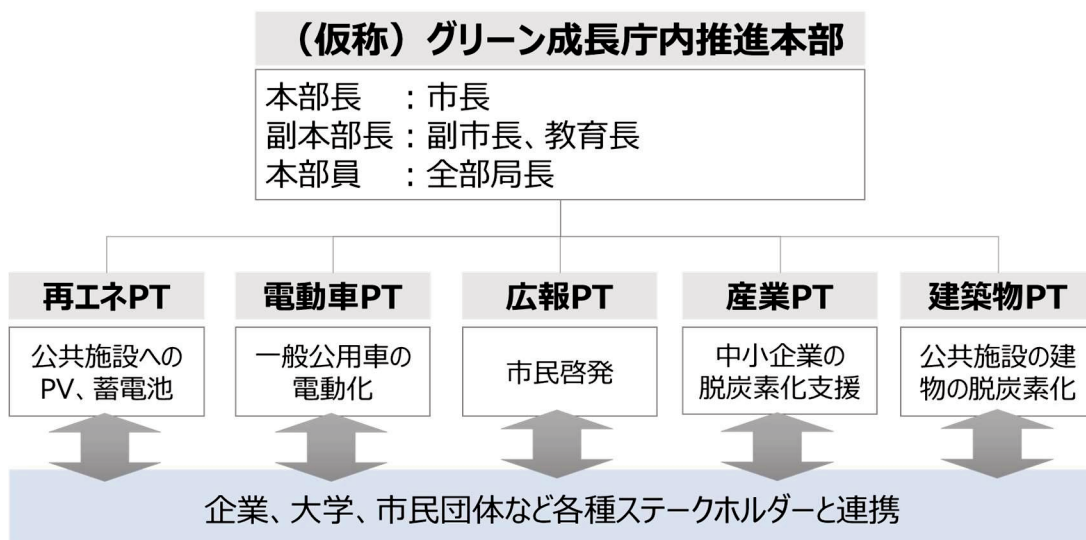 （仮称）グリーン成長庁内推進本部
本部長　：市長
副本部長：副市長、教育長
本部員　：全部局長
再エネPT
公共施設への
PV、蓄電池
電動車PT
一般公用車の
電動化
広報PT
市民啓発
産業PT
中小企業の
脱炭素化支援
建築物PT
公共施設の建
物の脱炭素化
企業、大学、市民団体など各種ステークホルダーと連携